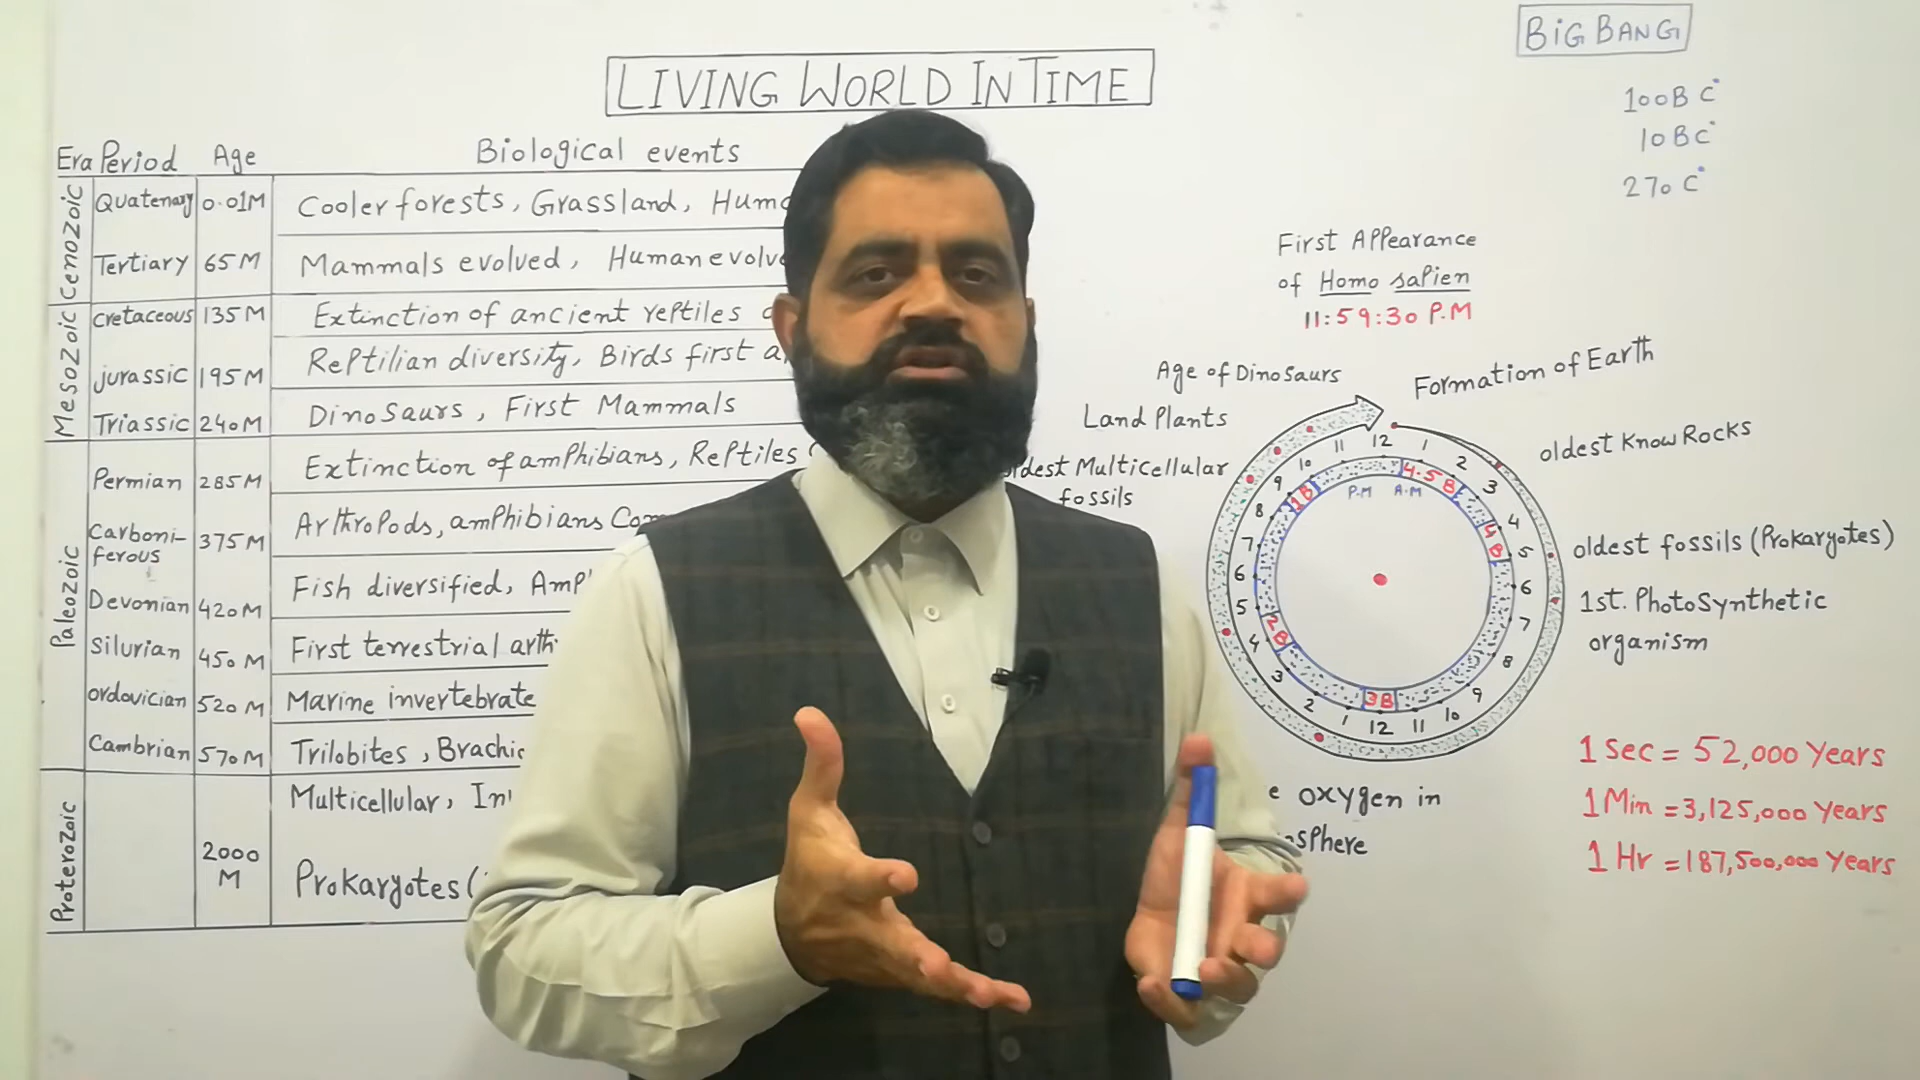 BIG BANG
LIVING WORLD IN TIME
100B C°
10B C°
270 C°
Era Period Age Biological events
Cenozoic
Quatenary 0.01M Cooler forests, Grassland,
Tertiary 65M Mammals evolved, Human
Mesozoic
Cretaceous 135M Extinction of ancient reptiles
jurassic 195M Reptilian diversity, Birds first
Triassic 240M Dinosaurs, First Mammals
Paleozoic
Permian 285M Extinction of amphibians, Reptiles
Carboni-
ferous 375M Arthropods, amphibians
Devonian 420M Fish diversified,
Silurian 450M First terrestrial
ordovician 520M Marine invertebrate
Cambrian 570M Trilobites,
Proterozoic
Multicellular,
2000
M
Prokaryotes
First Appearance
of Homo sapien
11:59:30 P.M
Age of Dinosaurs
Formation of Earth
Land Plants
oldest Know Rocks
Multicellular
fossils
oldest fossils (Prokaryotes)
1st. Photosynthetic
organism
12 1 2 3 4 5 6 7 8 9 10 11 12 1 2 3 4 5 6 7 8 9 10 11
P.M A.M
4.5B
4B
3B
2B
1B
oxygen in
1 Sec = 52,000 Years
1 Min = 3,125,000 Years
1 Hr = 187,500,000 Years